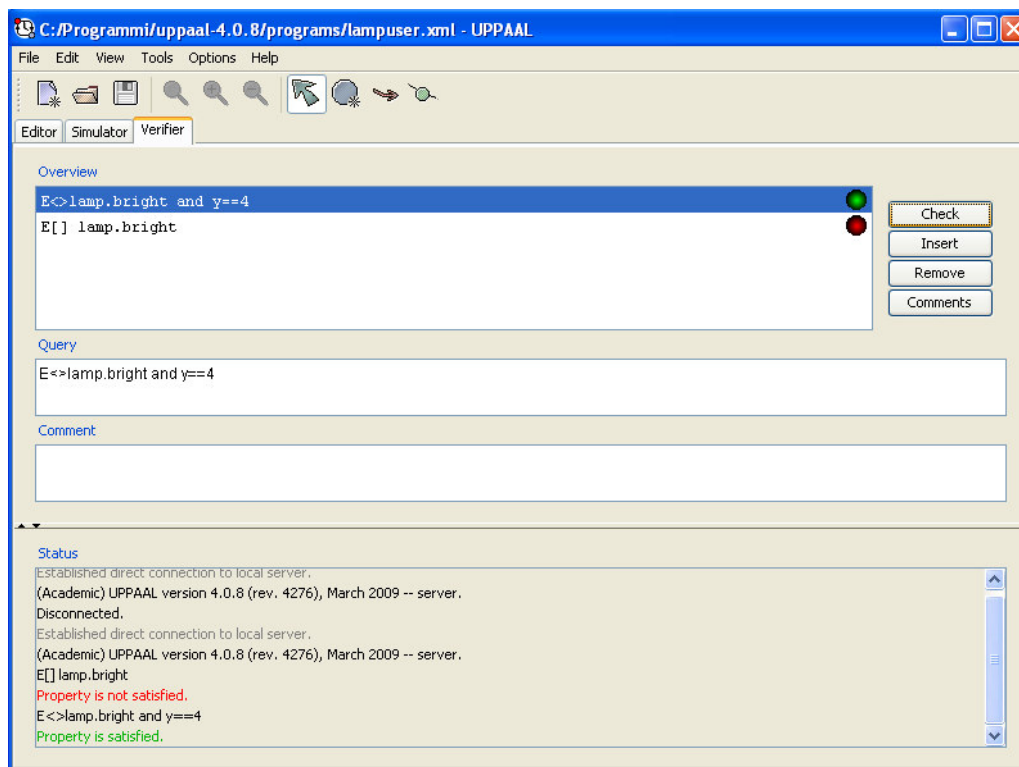 C:/Programmi/uppaal-4.0.8/programs/lampuser.xml - UPPAAL
File Edit View Tools Options Help
Editor Simulator Verifier
Overview
E<>lamp.bright and y==4
E[] lamp.bright
Check
Insert
Remove
Comments
Query
E<>lamp.bright and y==4
Comment
Status
Established direct connection to local server.
(Academic) UPPAAL version 4.0.8 (rev. 4276), March 2009 -- server.
Disconnected.
Established direct connection to local server.
(Academic) UPPAAL version 4.0.8 (rev. 4276), March 2009 -- server.
E[] lamp.bright
Property is not satisfied.
E<>lamp.bright and y==4
Property is satisfied.